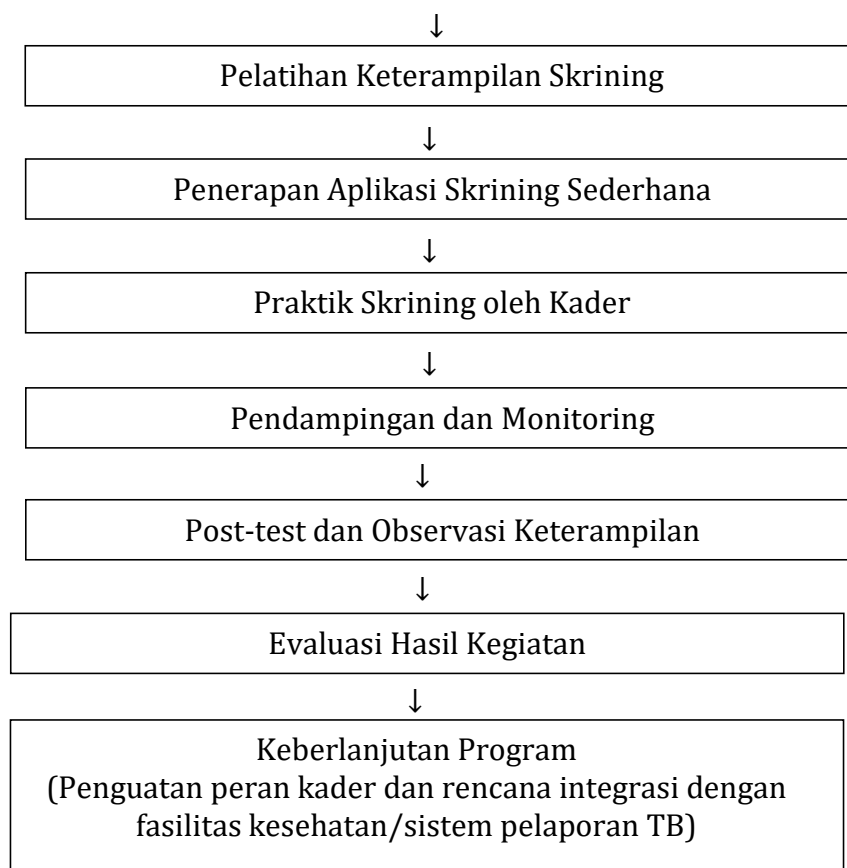 ↓
Pelatihan Keterampilan Skrining
↓
Penerapan Aplikasi Skrining Sederhana
↓
Praktik Skrining oleh Kader
↓
Pendampingan dan Monitoring
↓
Post-test dan Observasi Keterampilan
↓
Evaluasi Hasil Kegiatan
↓
Keberlanjutan Program
(Penguatan peran kader dan rencana integrasi dengan
fasilitas kesehatan/sistem pelaporan TB)